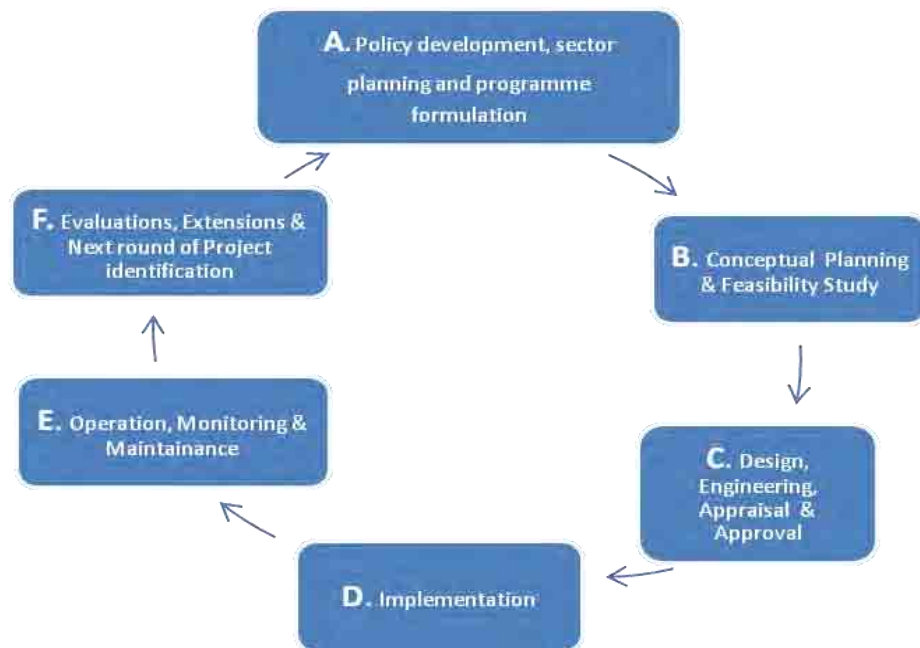 A. Policy development, sector
planning and programme
formulation
B. Conceptual Planning
& Feasibility Study
C. Design,
Engineering,
Appraisal &
Approval
D. Implementation
E. Operation, Monitoring &
Maintainance
F. Evaluations, Extensions &
Next round of Project
identification